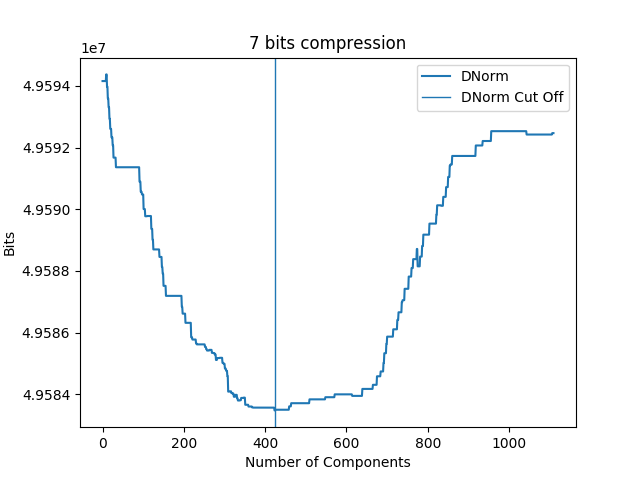 7 bits compression
1e7
4.9594
4.9592
4.9590
4.9588
4.9586
4.9584
Bits
DNorm
DNorm Cut Off
0 200 400 600 800 1000
Number of Components